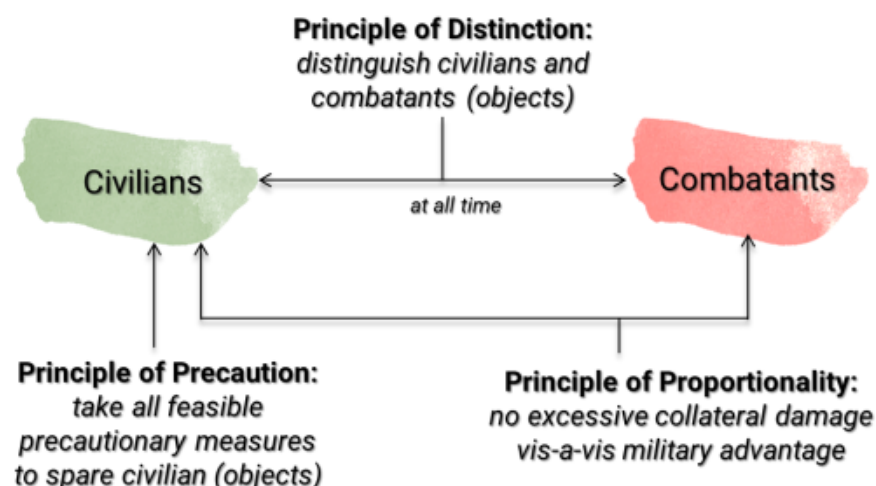 Principle of Distinction:
distinguish civilians and
combatants (objects)
Civilians
Combatants
at all time
Principle of Precaution:
take all feasible
precautionary measures
to spare civilian (objects)
Principle of Proportionality:
no excessive collateral damage
vis-a-vis military advantage